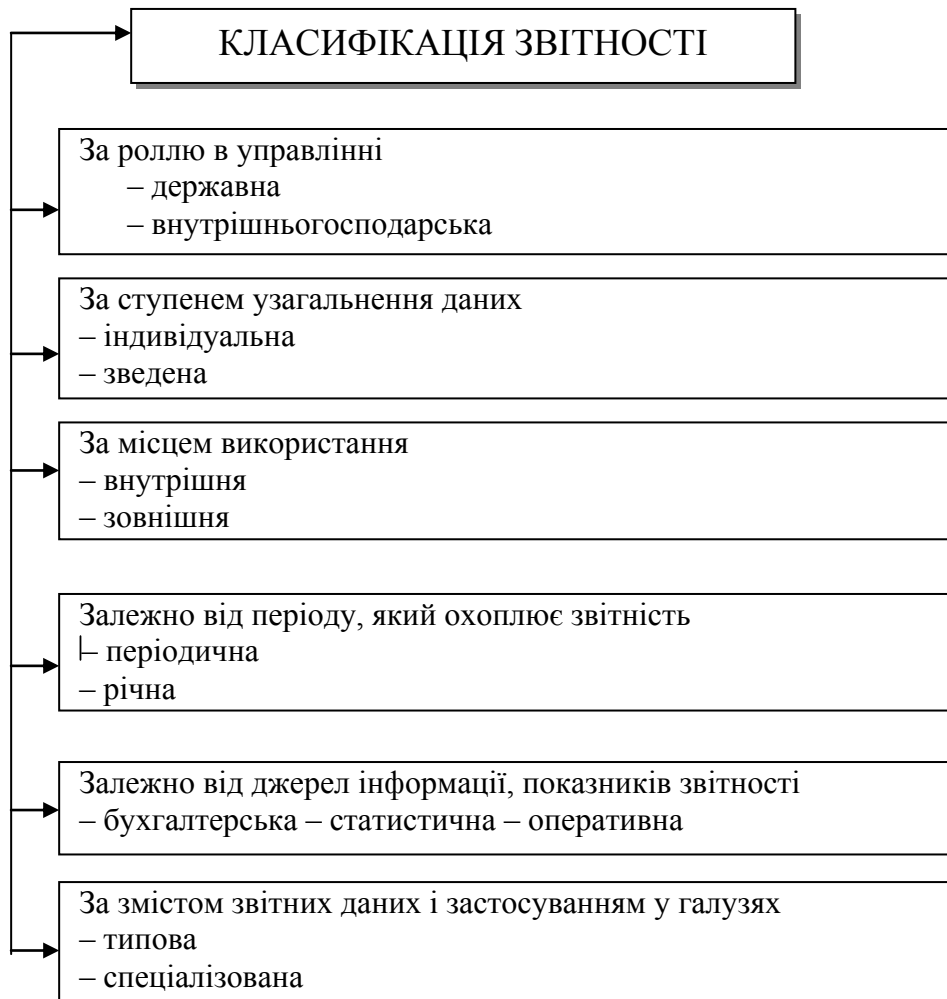 КЛАСИФІКАЦІЯ ЗВІТНОСТІ
За роллю в управлінні
– державна
– внутрішньогосподарська
За ступенем узагальнення даних
– індивідуальна
– зведена
За місцем використання
– внутрішня
– зовнішня
Залежно від періоду, який охоплює звітність
– періодична
– річна
Залежно від джерел інформації, показників звітності
– бухгалтерська – статистична – оперативна
За змістом звітних даних і застосуванням у галузях
– типова
– спеціалізована